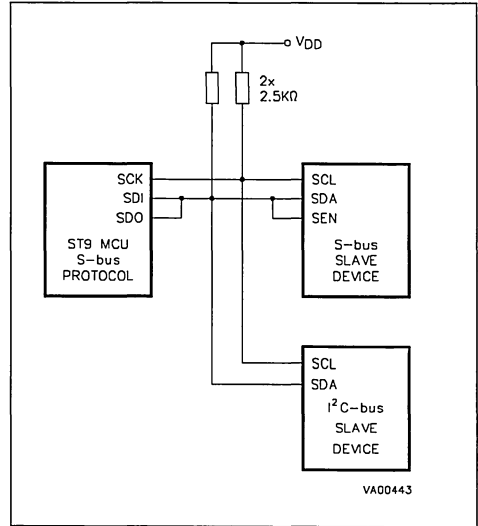 VDD
2x
2.5KΩ
SCK
SDI
SDO
ST9 MCU
S-bus
PROTOCOL
SCL
SDA
SEN
S-bus
SLAVE
DEVICE
SCL
SDA
I²C-bus
SLAVE
DEVICE
VA00443